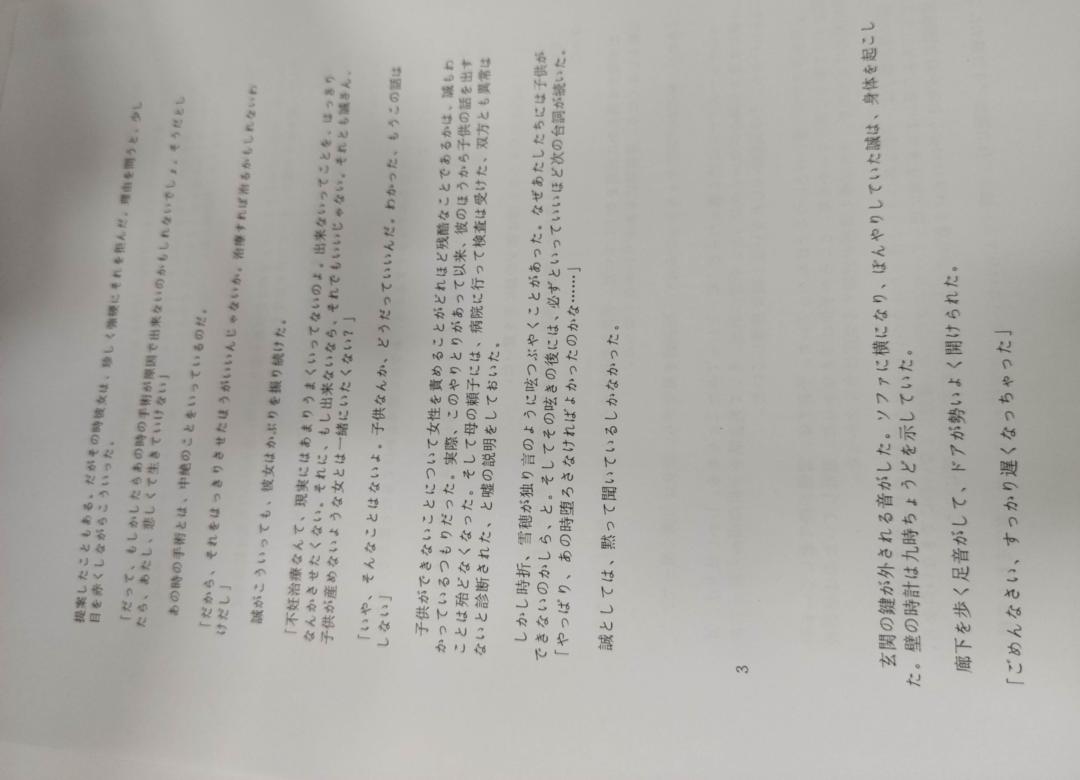 提案したこともある。だがその時彼女は、珍しく強硬にそれを拒んだ。理由を問うと、少し
目を赤くしながらこういった。
「だって、もしかしたらあの時の手術が原因で出来ないのかもしれないでしょ。そうだとし
たら、あたし、悲しくて生きていけない」
あの時の手術とは、中絶のことをいっているのだ。
「だから、それをはっきりさせたほうがいいんじゃないか。治療すれば治るかもしれないわ
けだし」
誠がこういっても、彼女はかぶりを振り続けた。
「不妊治療なんて、現実にはあまりうまくいってないのよ。出来ないってことを、はっきり
なんかさせたくない。それに、もし出来ないなら、それでもいいじゃない。それとも誠さん、
子供が産めないような女とは一緒にいたくない？」
「いや、そんなことはないよ。子供なんか、どうだっていいんだ。わかった、もうこの話は
しない」
子供ができないことについて女性を責めることがどれほど残酷なことであるかは、誠もわ
かっているつもりだった。実際、このやりとりがあって以来、彼のほうから子供の話を出す
ことは殆どなくなった。そして母の頼子には、病院に行って検査は受けた、双方とも異常は
ないと診断された、と嘘の説明をしておいた。
しかし時折、雪穂が独り言のように呟つぶやくことがあった。なぜあたしたちには子供が
できないのかしら、と。そしてその呟きの後には、必ずといっていいほど次の台詞が続いた。
「やっぱり、あの時堕ろさなければよかったのかな……」
誠としては、黙って聞いているしかなかった。
3
玄関の鍵が外される音がした。ソファに横になり、ぼんやりしていた誠は、身体を起こし
た。壁の時計は九時ちょうどを示していた。
廊下を歩く足音がして、ドアが勢いよく開けられた。
「ごめんなさい、すっかり遅くなっちゃった」